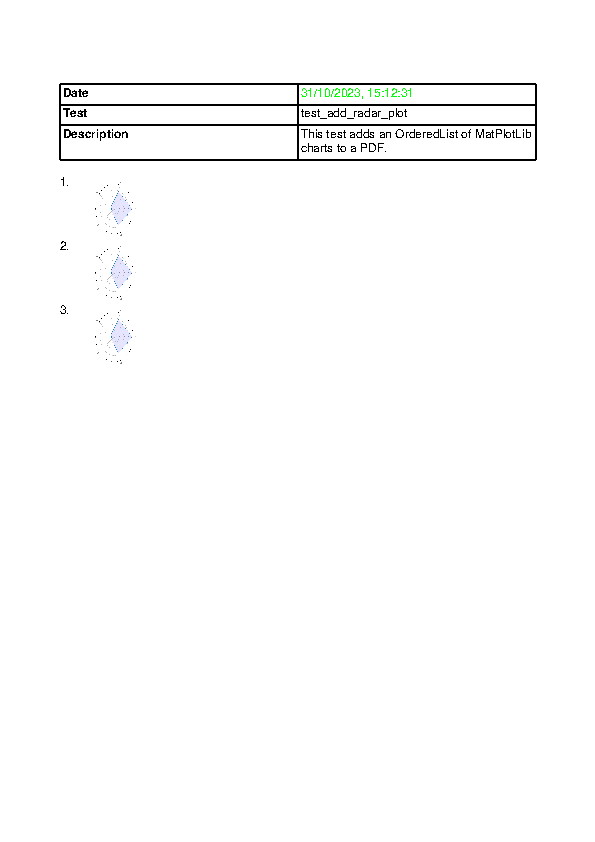 Date 31/10/2023, 15:12:31
Test test_add_radar_plot
Description This test adds an OrderedList of MatPlotLib
charts to a PDF.
1.
2.
3.